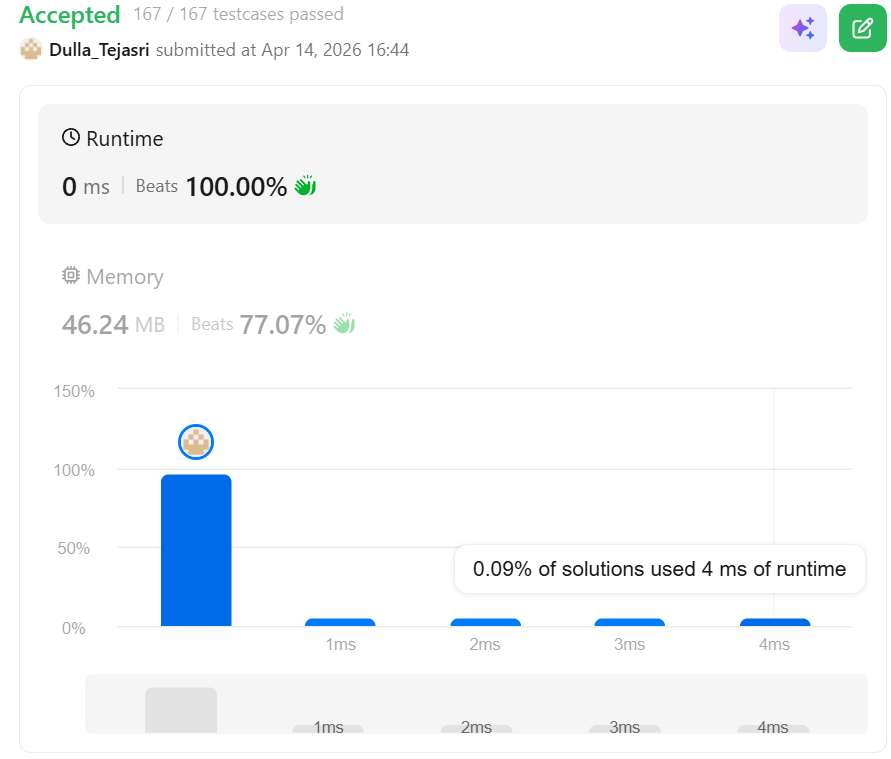 Accepted 167 / 167 testcases passed
Dulla_Tejasri submitted at Apr 14, 2026 16:44
Runtime
0 ms Beats 100.00%
Memory
46.24 MB Beats 77.07%
150%
100%
50%
0.09% of solutions used 4 ms of runtime
0%
1ms 2ms 3ms 4ms
1ms 2ms 3ms 4ms